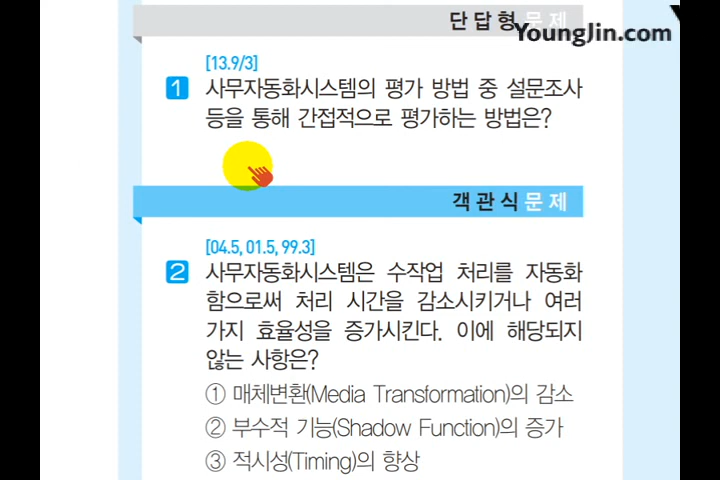 단답형 문제
YoungJin.com
[13.9/3]
1 사무자동화시스템의 평가 방법 중 설문조사
등을 통해 간접적으로 평가하는 방법은?
객관식 문제
[04.5, 01.5, 99.3]
2 사무자동화시스템은 수작업 처리를 자동화
함으로써 처리 시간을 감소시키거나 여러
가지 효율성을 증가시킨다. 이에 해당되지
않는 사항은?
① 매체변환(Media Transformation)의 감소
② 부수적 기능(Shadow Function)의 증가
③ 적시성(Timing)의 향상